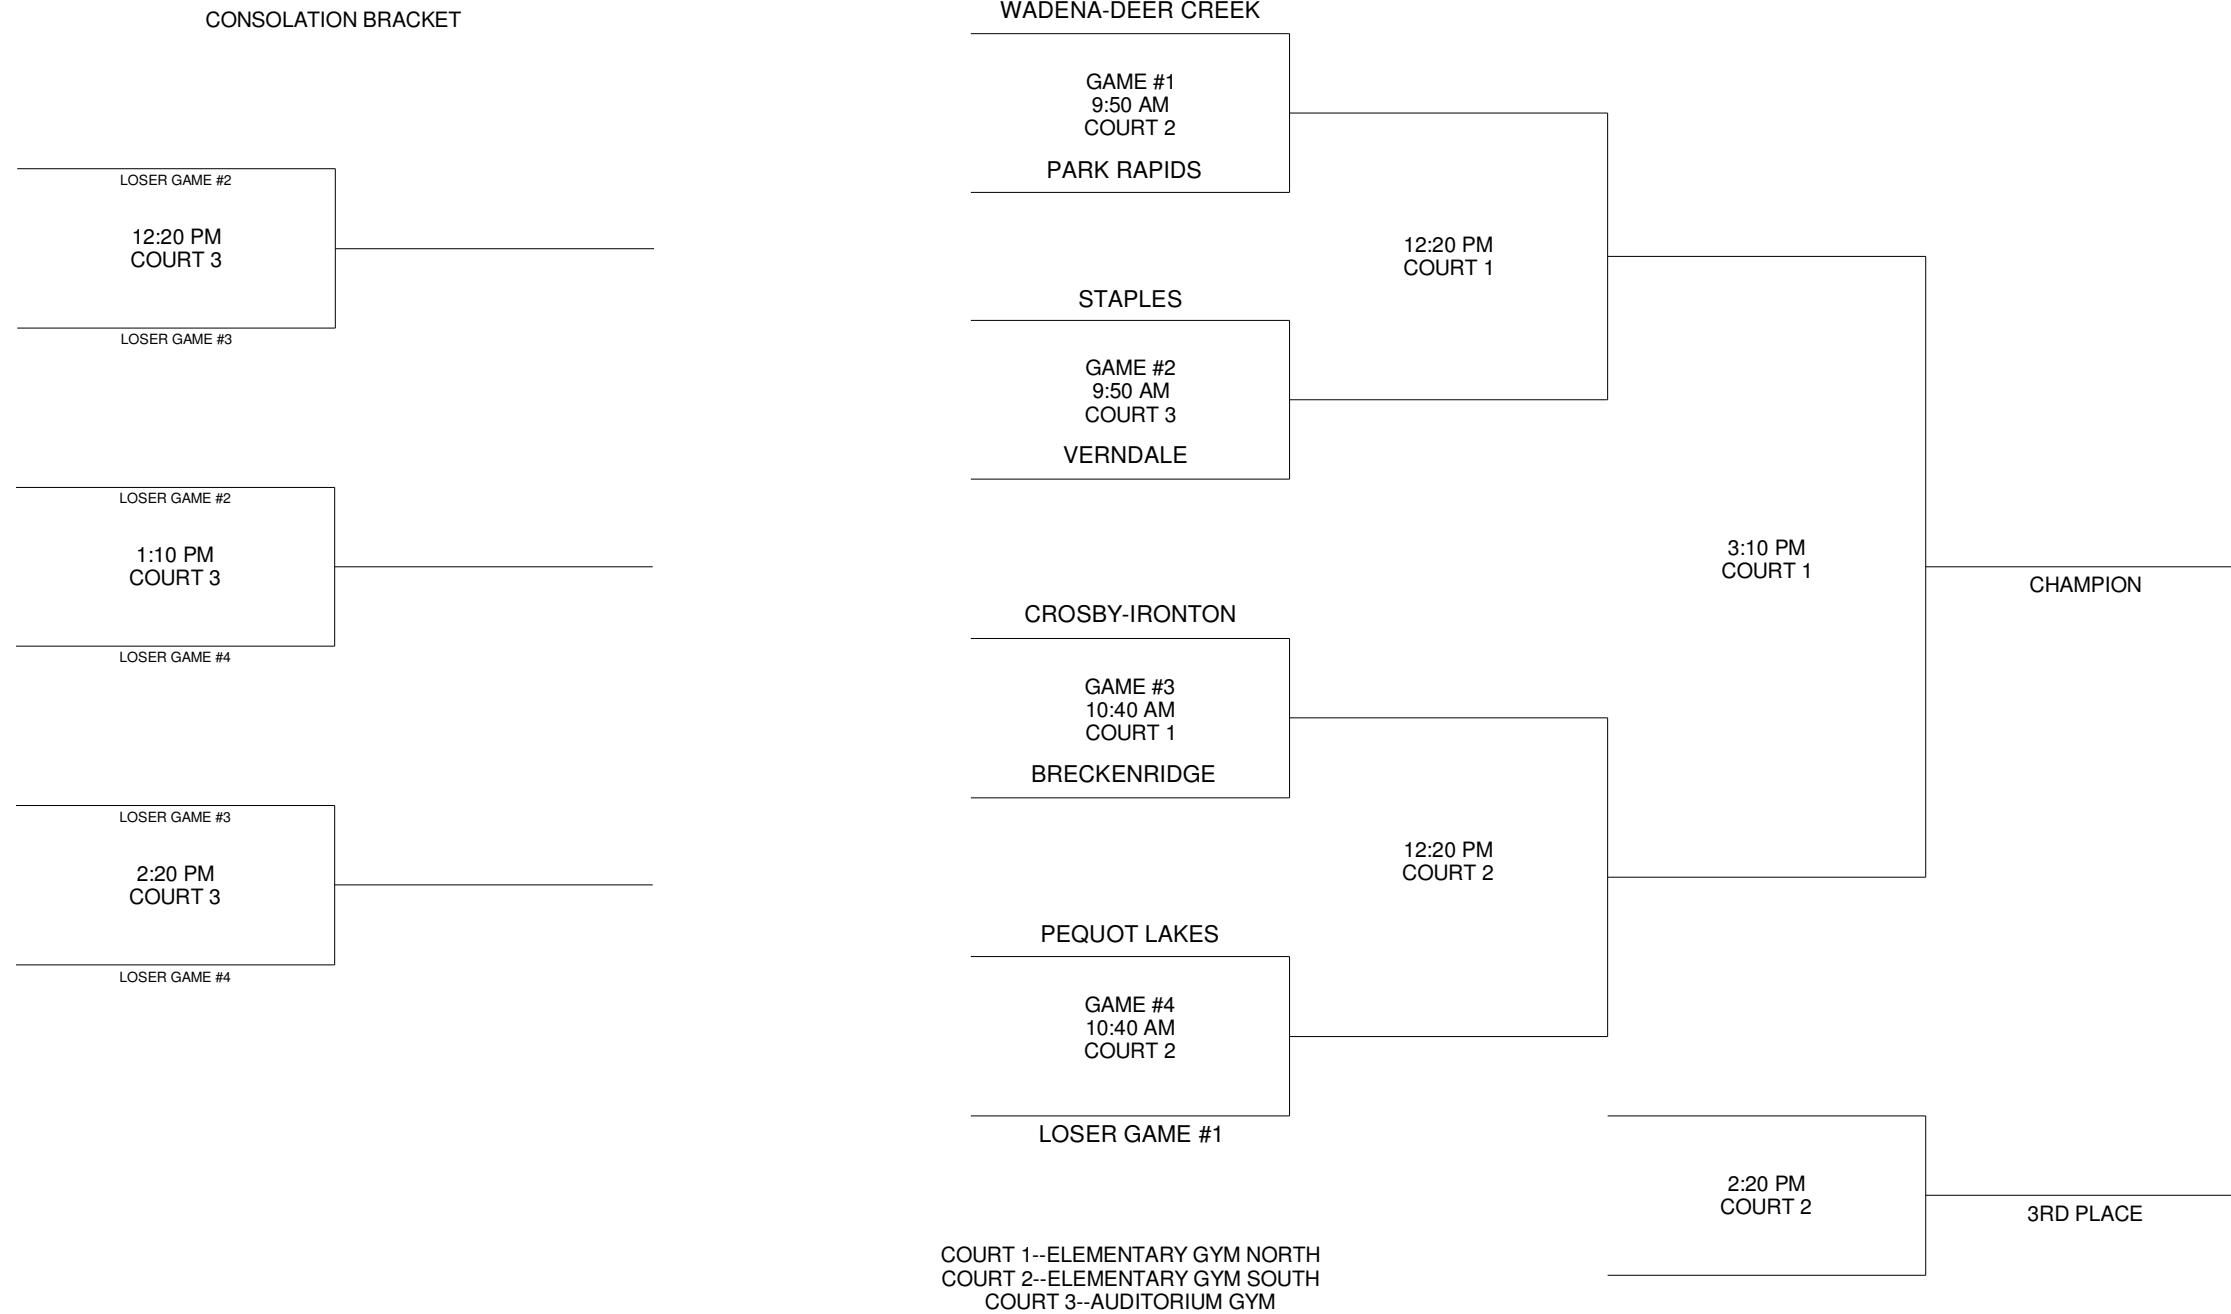 CONSOLATION BRACKET
LOSER GAME #2
12:20 PM
COURT 3
LOSER GAME #3
LOSER GAME #2
1:10 PM
COURT 3
LOSER GAME #4
LOSER GAME #3
2:20 PM
COURT 3
LOSER GAME #4
WADENA-DEER CREEK
GAME #1
9:50 AM
COURT 2
PARK RAPIDS
STAPLES
GAME #2
9:50 AM
COURT 3
VERNDALE
CROSBY-IRONTON
GAME #3
10:40 AM
COURT 1
BRECKENRIDGE
PEQUOT LAKES
GAME #4
10:40 AM
COURT 2
LOSER GAME #1
12:20 PM
COURT 1
12:20 PM
COURT 2
3:10 PM
COURT 1
CHAMPION
2:20 PM
COURT 2
3RD PLACE
COURT 1--ELEMENTARY GYM NORTH
COURT 2--ELEMENTARY GYM SOUTH
COURT 3--AUDITORIUM GYM